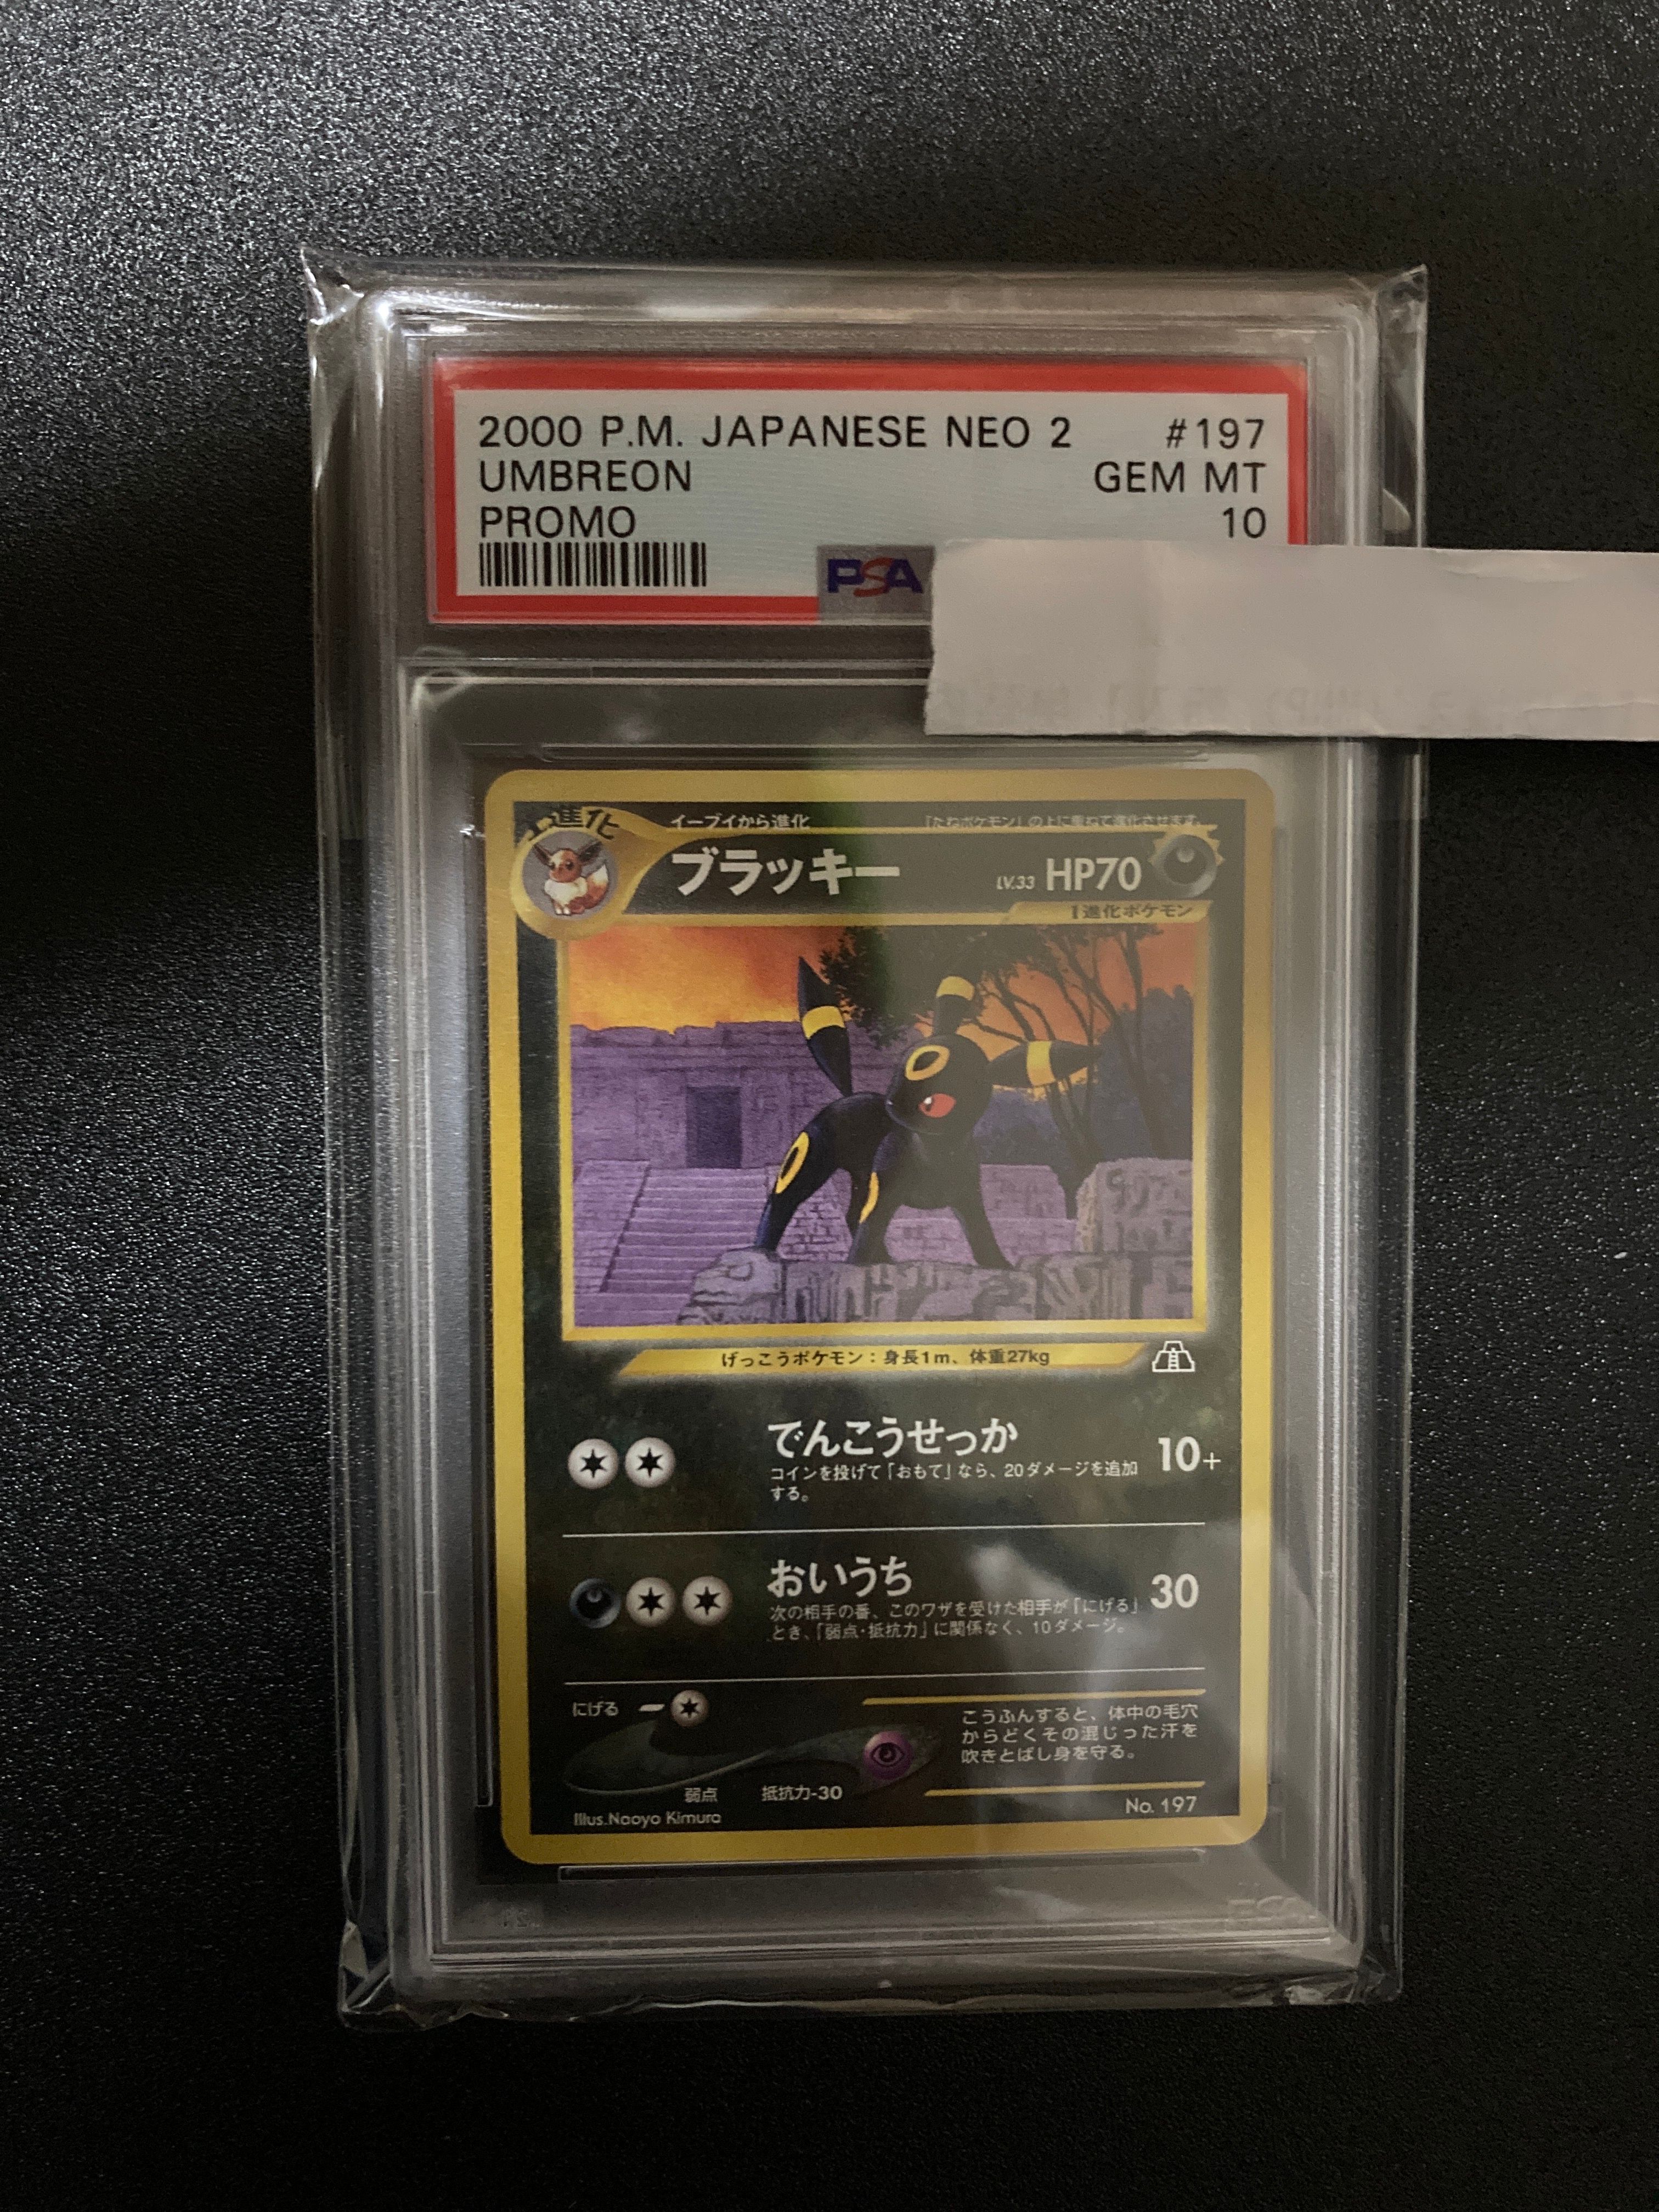 2000 P.M. JAPANESE NEO 2 #197
UMBREON GEM MT
PROMO 10
PSA
進化
イーブイから進化 「たねポケモン」の上に重ねて進化させます。
ブラッキー LV.33 HP70
1進化ポケモン
げっこうポケモン：身長1m、体重27kg
でんこうせっか 10+
コインを投げて「おもて」なら、20ダメージを追加
する。
おいうち 30
次の相手の番、このワザを受けた相手が「にげる」
とき、「弱点・抵抗力」に関係なく、10ダメージ。
にげる
弱点 抵抗力-30
こうふんすると、体中の毛穴
からどくその混じった汗を
吹きとばし身を守る。
Illus.Naoyo Kimura No. 197